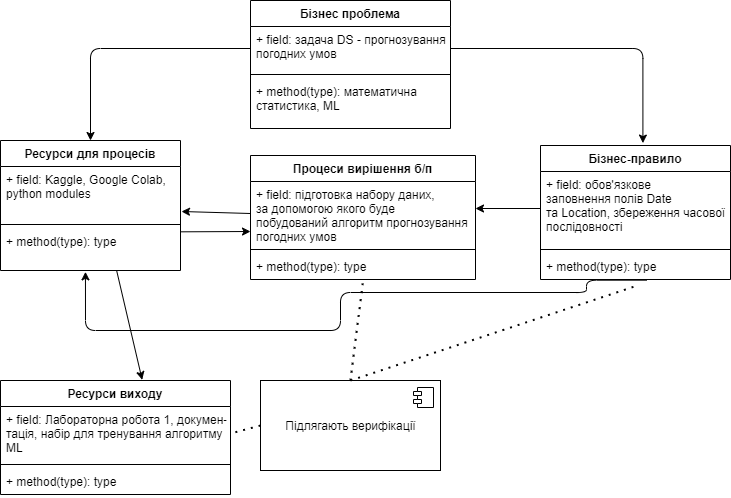 Бізнес проблема
+ field: задача DS - прогнозування
погодних умов
+ method(type): математична
статистика, ML
Ресурси для процесів
+ field: Kaggle, Google Colab,
python modules
+ method(type): type
Процеси вирішення б/п
+ field: підготовка набору даних,
за допомогою якого буде
побудований алгоритм прогнозування
погодних умов
+ method(type): type
Бізнес-правило
+ field: обов'язкове
заповнення полів Date
та Location, збереження часової
послідовності
+ method(type): type
Ресурси виходу
+ field: Лабораторна робота 1, докумен-
тація, набір для тренування алгоритму
ML
+ method(type): type
Підлягають верифікації